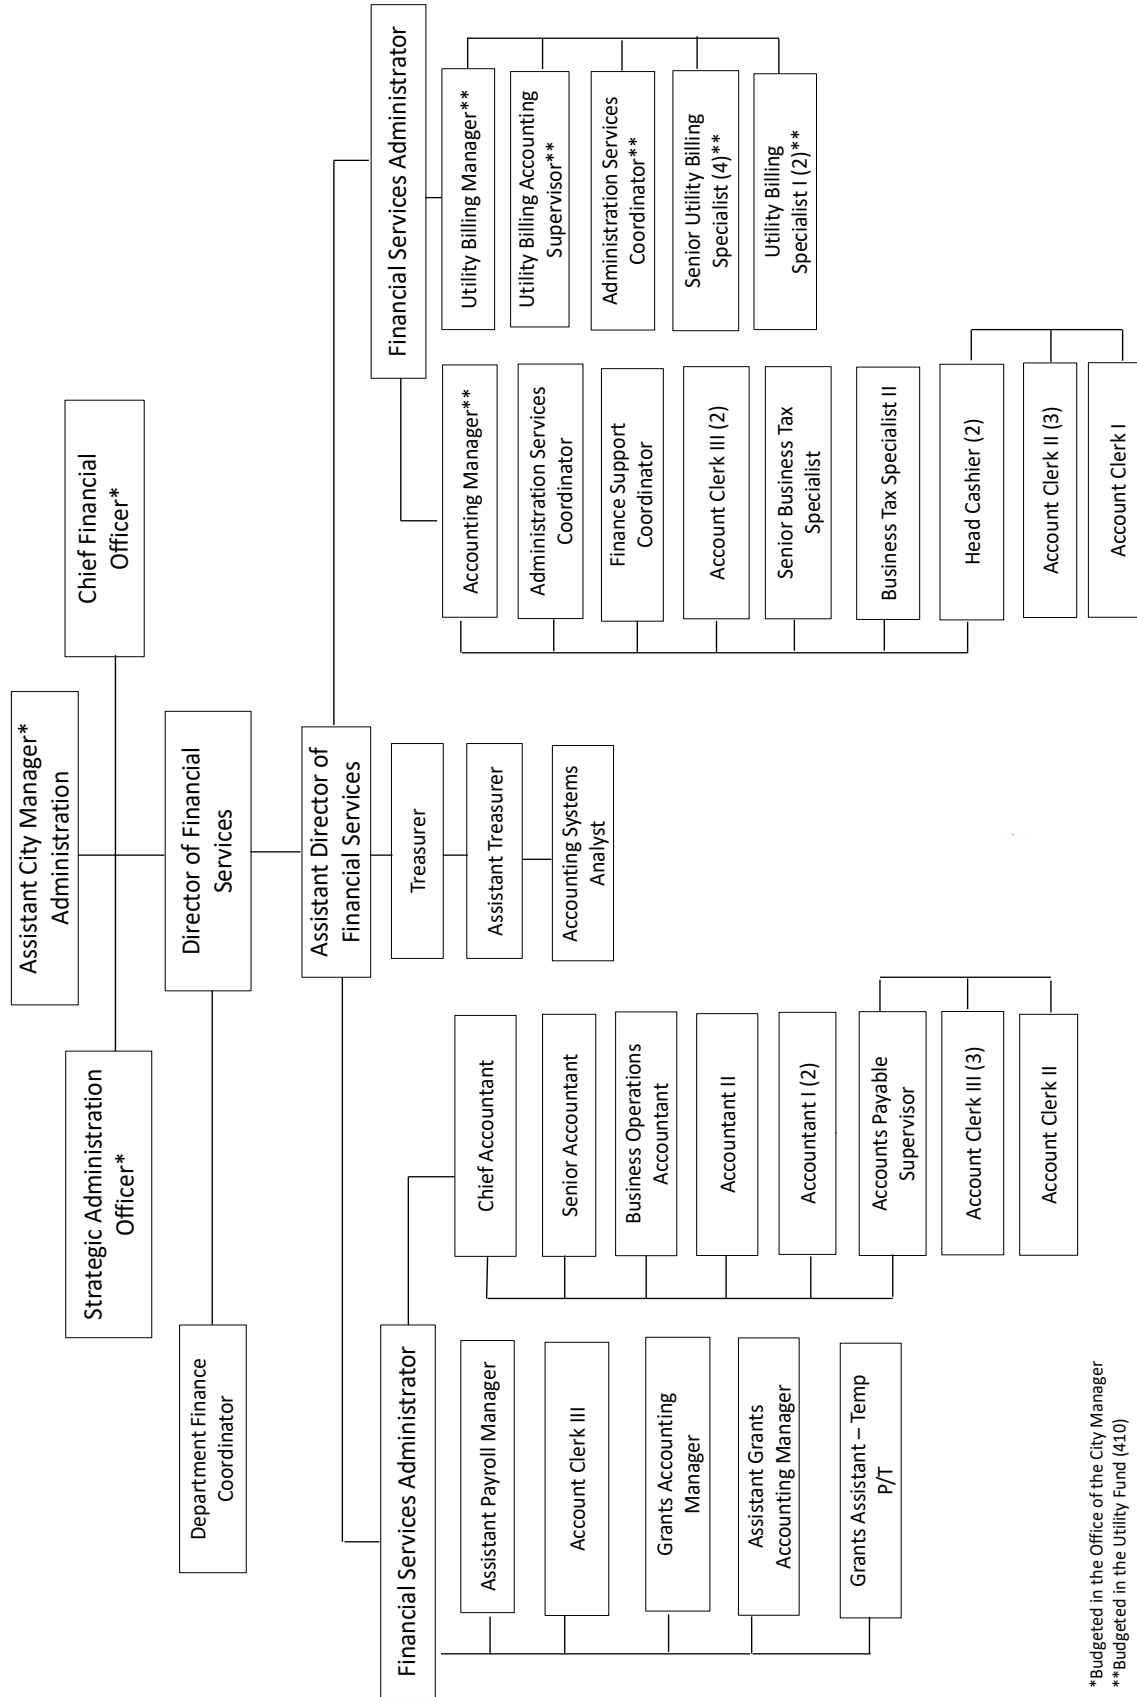 Assistant City Manager*
Administration
Strategic Administration
Officer*
Chief Financial
Officer*
Department Finance
Coordinator
Director of Financial
Services
Assistant Director of
Financial Services
Treasurer
Assistant Treasurer
Accounting Systems
Analyst
Financial Services Administrator
Assistant Payroll Manager
Account Clerk III
Grants Accounting
Manager
Assistant Grants
Accounting Manager
Grants Assistant – Temp
P/T
Chief Accountant
Senior Accountant
Business Operations
Accountant
Accountant II
Accountant I (2)
Accounts Payable
Supervisor
Account Clerk III (3)
Account Clerk II
Financial Services Administrator
Accounting Manager**
Administration Services
Coordinator
Finance Support
Coordinator
Account Clerk III (2)
Senior Business Tax
Specialist
Business Tax Specialist II
Head Cashier (2)
Account Clerk II (3)
Account Clerk I
Utility Billing Manager**
Utility Billing Accounting
Supervisor**
Administration Services
Coordinator**
Senior Utility Billing
Specialist (4)**
Utility Billing
Specialist I (2)**
*Budgeted in the Office of the City Manager
**Budgeted in the Utility Fund (410)